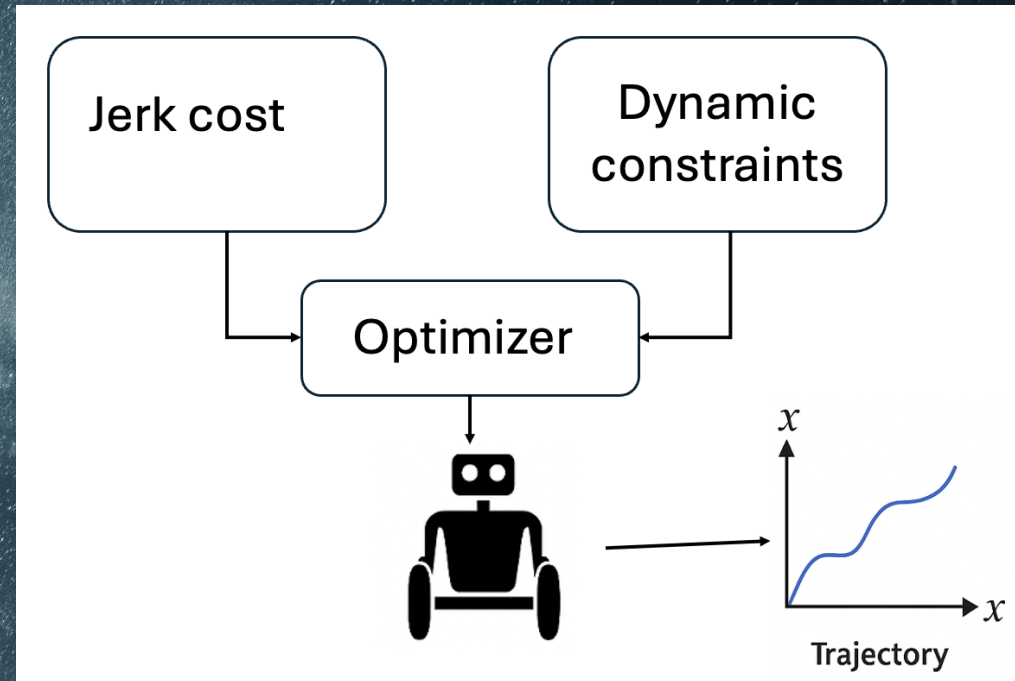 Jerk cost
Dynamic
constraints
Optimizer
x
x
Trajectory